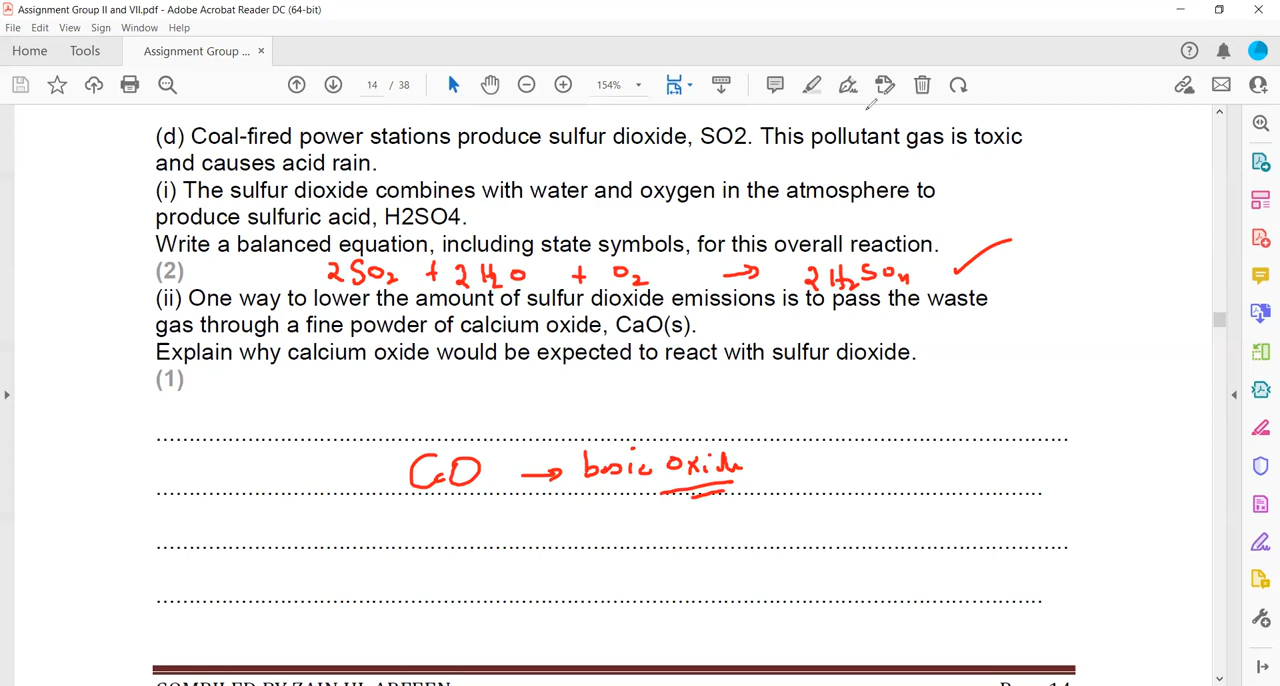 Assignment Group II and VII.pdf - Adobe Acrobat Reader DC (64-bit)
File Edit View Sign Window Help
Home Tools Assignment Group ... ×
14 / 38 154%
(d) Coal-fired power stations produce sulfur dioxide, SO2. This pollutant gas is toxic
and causes acid rain.
(i) The sulfur dioxide combines with water and oxygen in the atmosphere to
produce sulfuric acid, H2SO4.
Write a balanced equation, including state symbols, for this overall reaction.
(2) 2SO2 + 2H2O + O2 → 2H2SO4 ✓
(ii) One way to lower the amount of sulfur dioxide emissions is to pass the waste
gas through a fine powder of calcium oxide, CaO(s).
Explain why calcium oxide would be expected to react with sulfur dioxide.
(1)
CaO → basic oxide
COMPILED BY ZAIN UL ARFEEN Page 14